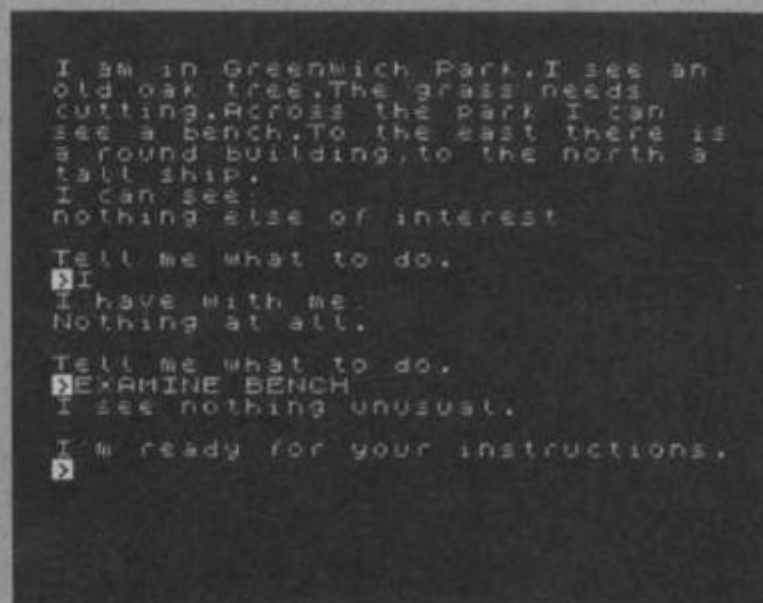 I am in Greenwich Park.I see an
old oak tree.The grass needs
cutting.Across the park I can
see a bench.To the east there is
a round building,to the north a
tall ship.
I can see:
nothing else of interest

Tell me what to do.
>I
I have with me:
Nothing at all.

Tell me what to do.
>EXAMINE BENCH
I see nothing unusual.

I'm ready for your instructions.
>